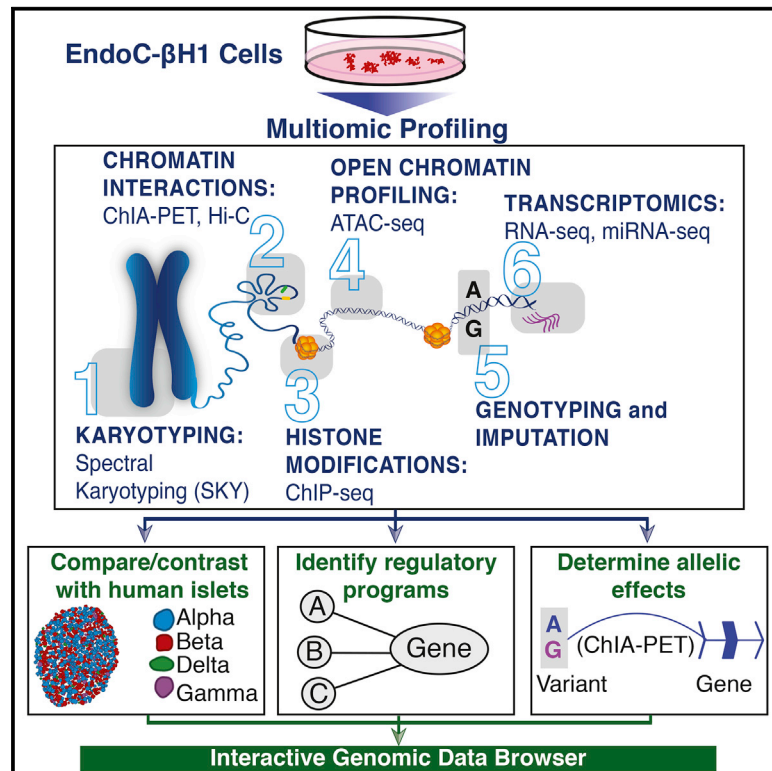 EndoC-βH1 Cells
Multiomic Profiling
CHROMATIN
INTERACTIONS:
ChIA-PET, Hi-C
OPEN CHROMATIN
PROFILING:
ATAC-seq
TRANSCRIPTOMICS:
RNA-seq, miRNA-seq
2
4
6
A
G
1
3
5
KARYOTYPING:
Spectral
Karyotyping (SKY)
HISTONE
MODIFICATIONS:
ChIP-seq
GENOTYPING and
IMPUTATION
Compare/contrast
with human islets
Alpha
Beta
Delta
Gamma
Identify regulatory
programs
A
B
C
Gene
Determine allelic
effects
A
G
(ChIA-PET)
Variant
Gene
Interactive Genomic Data Browser